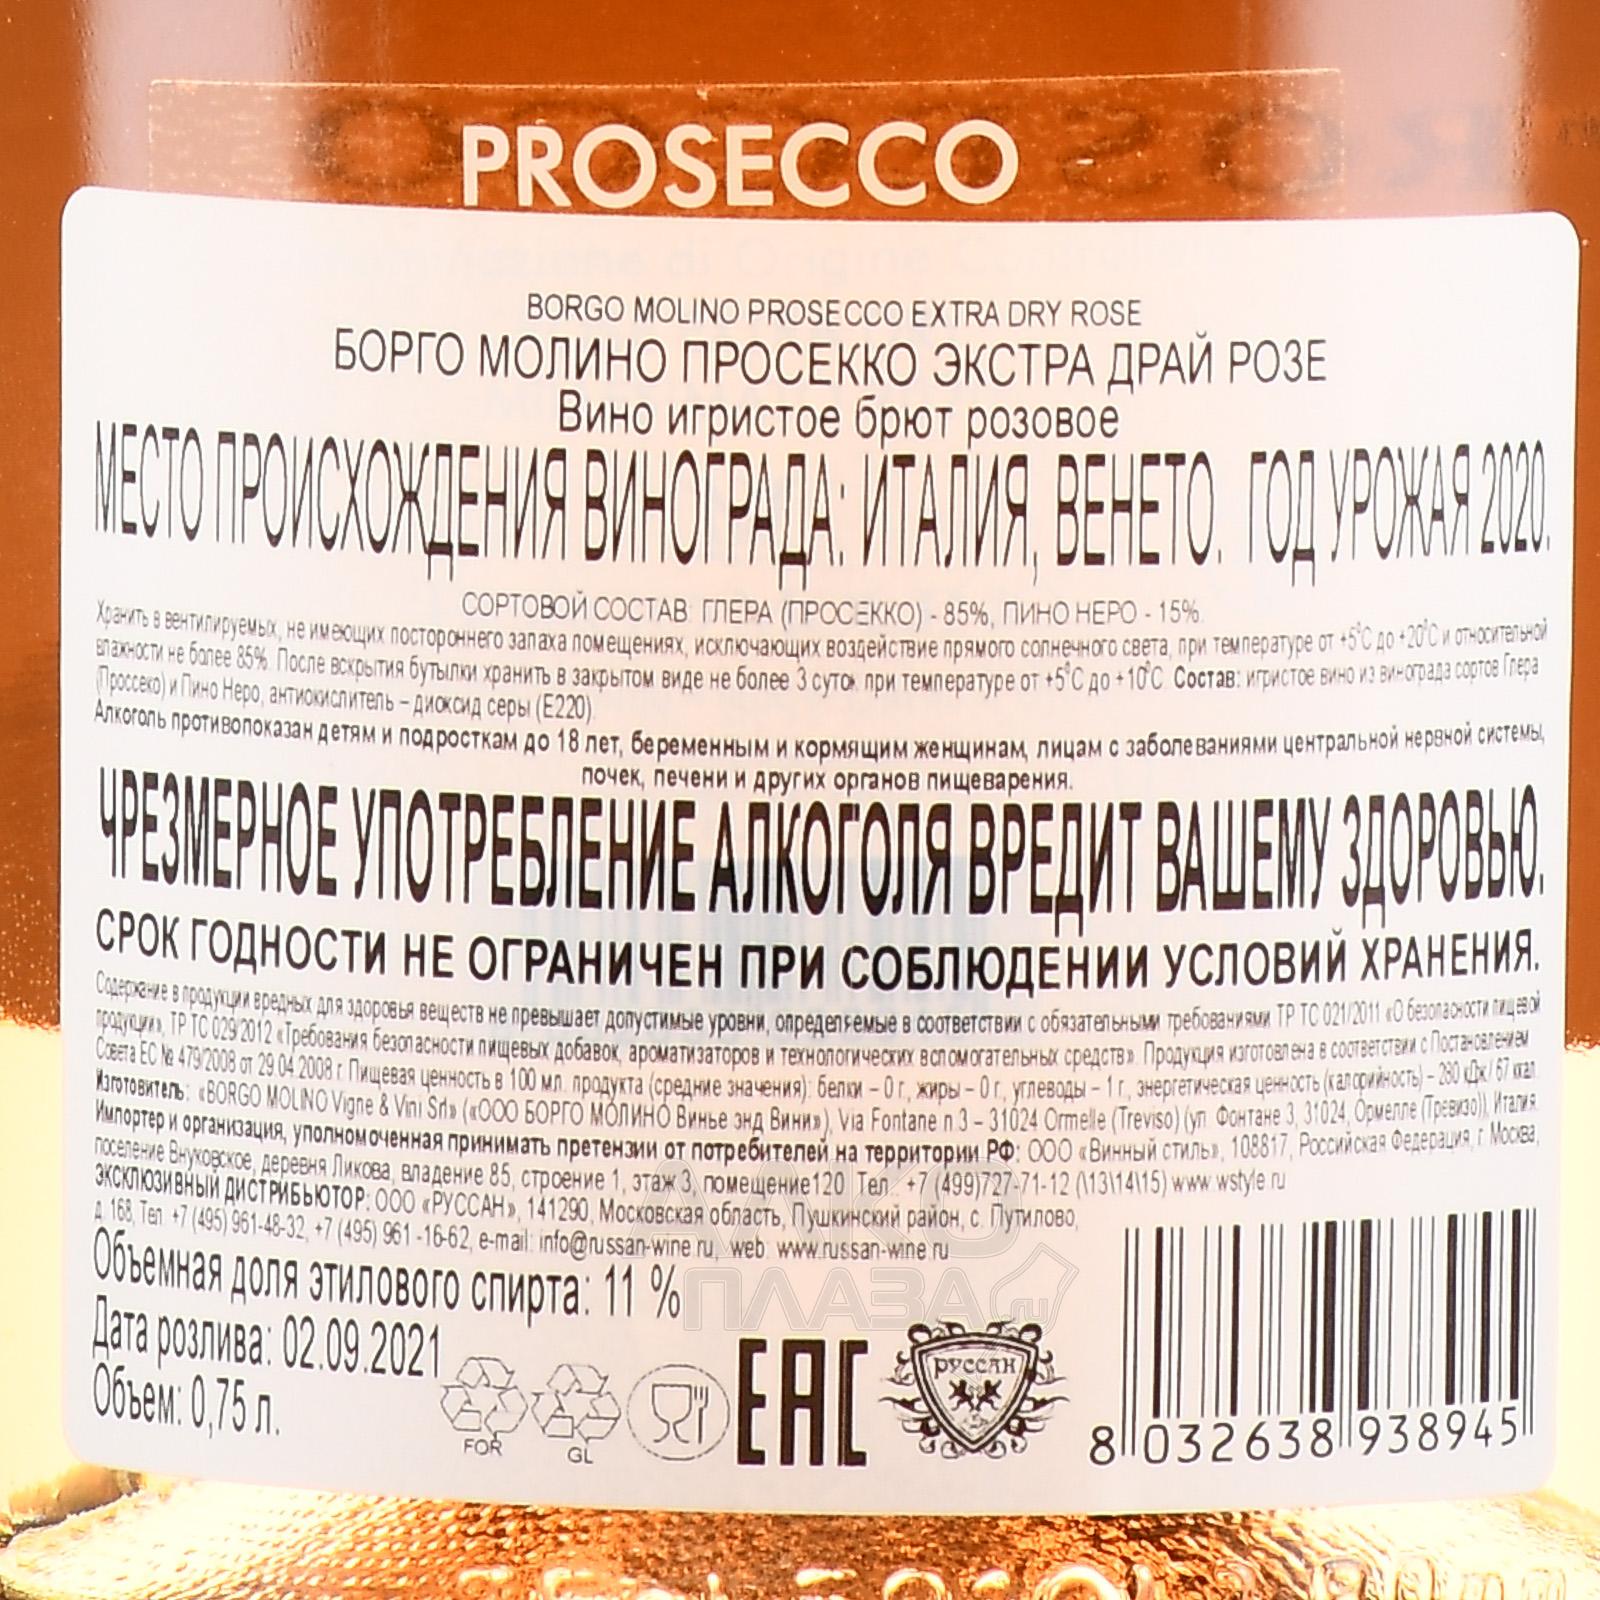 PROSECCO
BORGO MOLINO PROSECCO EXTRA DRY ROSE
БОРГО МОЛИНО ПРОСЕККО ЭКСТРА ДРАЙ РОЗЕ
Вино игристое брют розовое
МЕСТО ПРОИСХОЖДЕНИЯ ВИНОГРАДА: ИТАЛИЯ, ВЕНЕТО. ГОД УРОЖАЯ 2020.
СОРТОВОЙ СОСТАВ: ГЛЕРА (ПРОСЕККО) - 85%, ПИНО НЕРО - 15%.
Хранить в вентилируемых, не имеющих постороннего запаха помещениях, исключающих воздействие прямого солнечного света, при температуре от +5°С до +20°С и относительной
влажности не более 85%. После вскрытия бутылки хранить в закрытом виде не более 3 суток при температуре от +5°С до +10°С. Состав: игристое вино из винограда сортов Глера
(Проссеко) и Пино Неро, антиокислитель – диоксид серы (Е220).
Алкоголь противопоказан детям и подросткам до 18 лет, беременным и кормящим женщинам, лицам с заболеваниями центральной нервной системы,
почек, печени и других органов пищеварения.
ЧРЕЗМЕРНОЕ УПОТРЕБЛЕНИЕ АЛКОГОЛЯ ВРЕДИТ ВАШЕМУ ЗДОРОВЬЮ.
СРОК ГОДНОСТИ НЕ ОГРАНИЧЕН ПРИ СОБЛЮДЕНИИ УСЛОВИЙ ХРАНЕНИЯ.
Содержание в продукции вредных для здоровья веществ не превышает допустимые уровни, определяемые в соответствии с обязательными требованиями ТР ТС 021/2011 «О безопасности пищевой
продукции», ТР ТС 029/2012 «Требования безопасности пищевых добавок, ароматизаторов и технологических вспомогательных средств». Продукция изготовлена в соответствии с Постановлением
Совета ЕС № 479/2008 от 29.04.2008 г. Пищевая ценность в 100 мл. продукта (средние значения): белки – 0 г, жиры – 0 г, углеводы – 1 г, энергетическая ценность (калорийность) – 280 кДж / 67 ккал.
Изготовитель: «BORGO MOLINO Vigne & Vini Srl» («ООО БОРГО МОЛИНО Винье энд Вини»), Via Fontane n.3 – 31024 Ormelle (Treviso) (ул. Фонтане 3, 31024, Ормелле (Тревизо)), Италия.
Импортер и организация, уполномоченная принимать претензии от потребителей на территории РФ: ООО «Винный стиль», 108817, Российская Федерация, г. Москва,
поселение Внуковское, деревня Ликова, владение 85, строение 1, этаж 3, помещение120 Тел.: +7 (499)727-71-12 (\13\14\15) www.wstyle.ru
ЭКСКЛЮЗИВНЫЙ ДИСТРИБЬЮТОР: ООО «РУССАН», 141290, Московская область, Пушкинский район, с. Путилово,
д. 168, Тел. +7 (495) 961-48-32, +7 (495) 961 -16-62, e-mail: info@russan-wine.ru, web: www.russan-wine.ru
Объемная доля этилового спирта: 11 %
Дата розлива: 02.09.2021
Объем: 0,75 л.
FOR
GL
EAC
РУССАН
8 032638 938945
АЛКО
ПЛАЗА
.ru